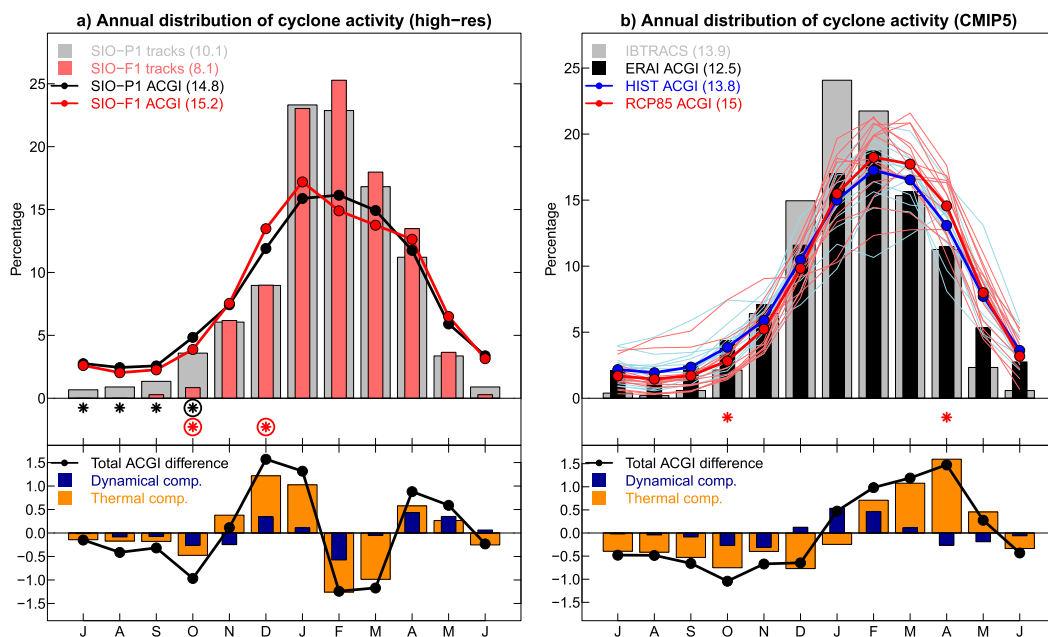 a) Annual distribution of cyclone activity (high−res)
SIO−P1 tracks (10.1)
SIO−F1 tracks (8.1)
SIO−P1 ACGI (14.8)
SIO−F1 ACGI (15.2)
Percentage
25
20
15
10
5
0
Total ACGI difference
Dynamical comp.
Thermal comp.
1.5
1.0
0.5
0.0
−0.5
−1.0
−1.5
J A S O N D J F M A M J
b) Annual distribution of cyclone activity (CMIP5)
IBTRACS (13.9)
ERAI ACGI (12.5)
HIST ACGI (13.8)
RCP85 ACGI (15)
Percentage
25
20
15
10
5
0
Total ACGI difference
Dynamical comp.
Thermal comp.
1.5
1.0
0.5
0.0
−0.5
−1.0
−1.5
J A S O N D J F M A M J